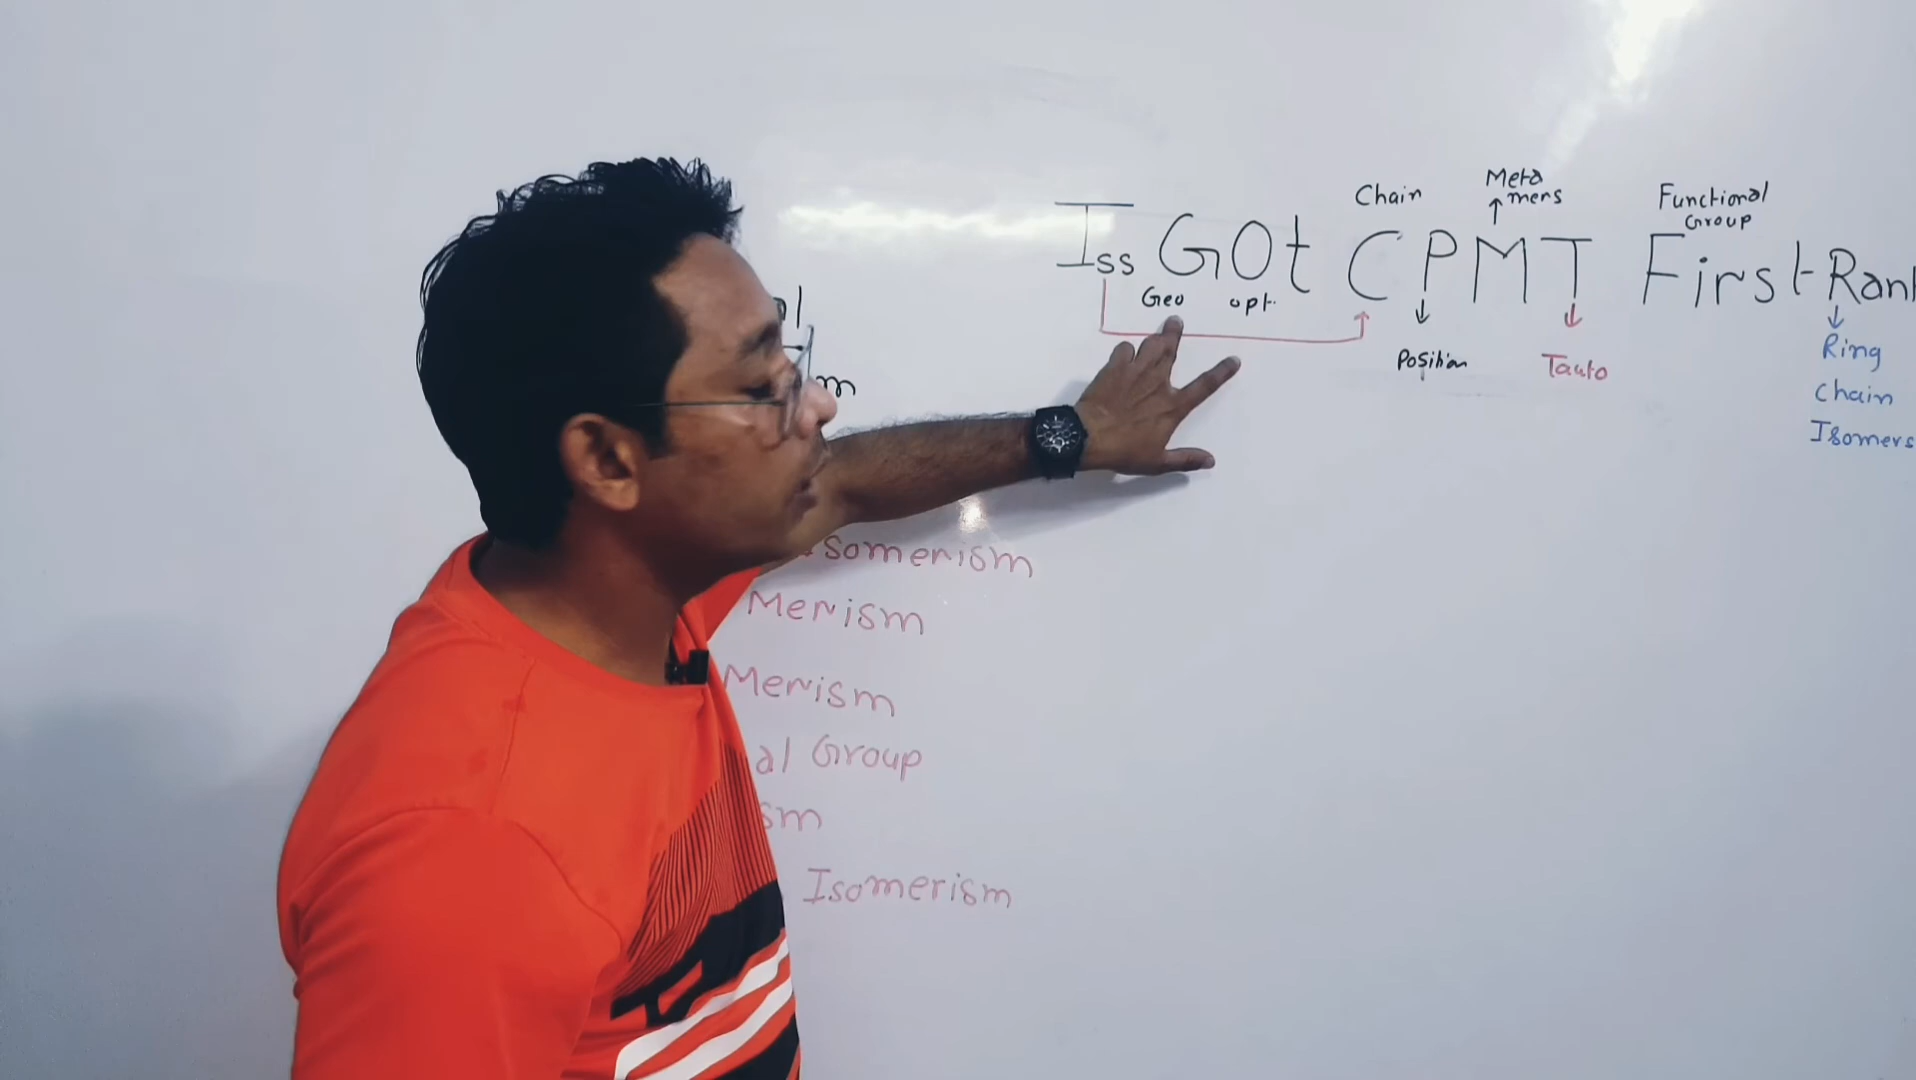 Chain
Meta
mers
Functional
Group
Iss GOt CPMT First Rank
Geo opt.
Position
Tauto
Ring
Chain
Isomers
Isomerism
Merism
Merism
al Group
sm
Isomerism